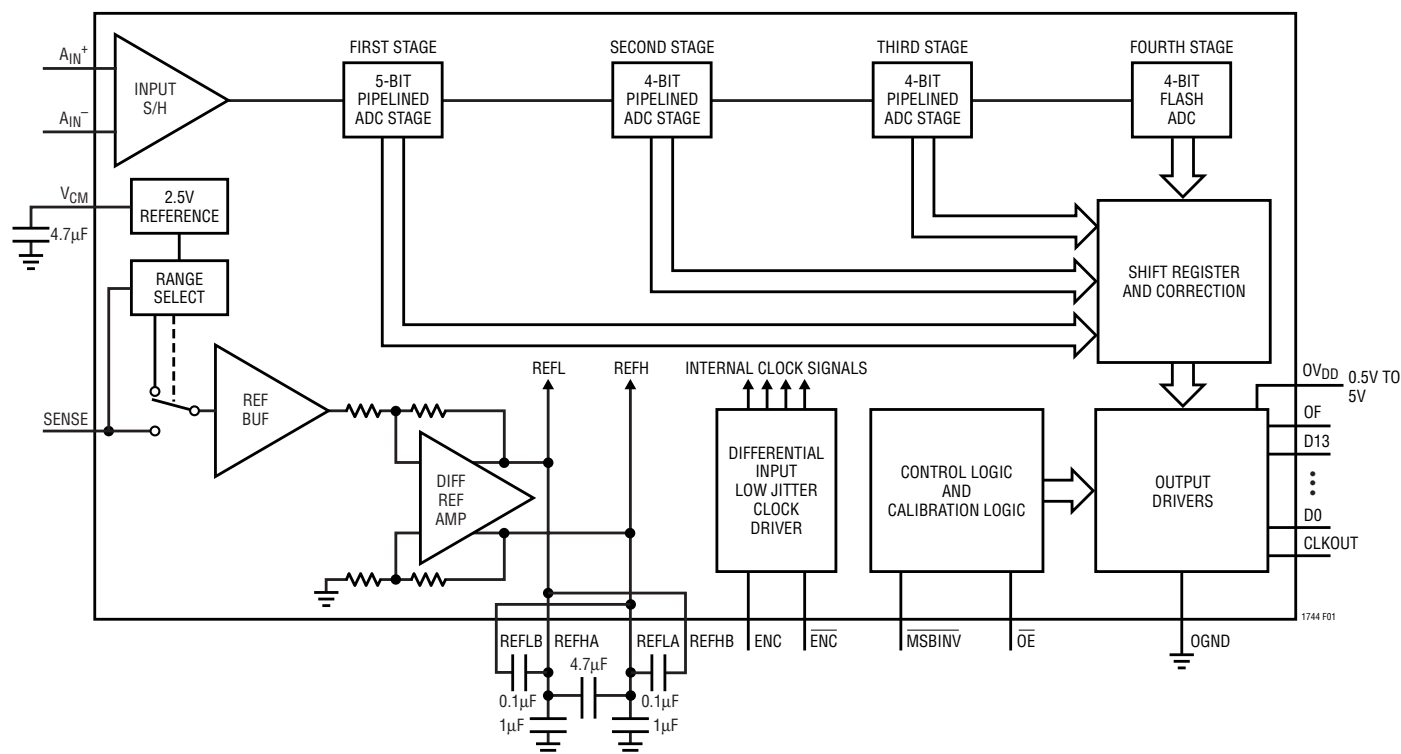 FIRST STAGE
SECOND STAGE
THIRD STAGE
FOURTH STAGE
AIN+
AIN–
INPUT
S/H
5-BIT
PIPELINED
ADC STAGE
4-BIT
PIPELINED
ADC STAGE
4-BIT
PIPELINED
ADC STAGE
4-BIT
FLASH
ADC
VCM
4.7µF
2.5V
REFERENCE
RANGE
SELECT
SHIFT REGISTER
AND CORRECTION
REFL
REFH
INTERNAL CLOCK SIGNALS
OVDD
0.5V TO
5V
SENSE
REF
BUF
DIFF
REF
AMP
DIFFERENTIAL
INPUT
LOW JITTER
CLOCK
DRIVER
CONTROL LOGIC
AND
CALIBRATION LOGIC
OUTPUT
DRIVERS
OF
D13
D0
CLKOUT
1744 F01
REFLB
REFHA
REFLA
REFHB
ENC
E̅N̅C̅
M̅S̅B̅I̅N̅V̅
O̅E̅
OGND
4.7µF
0.1µF
0.1µF
1µF
1µF